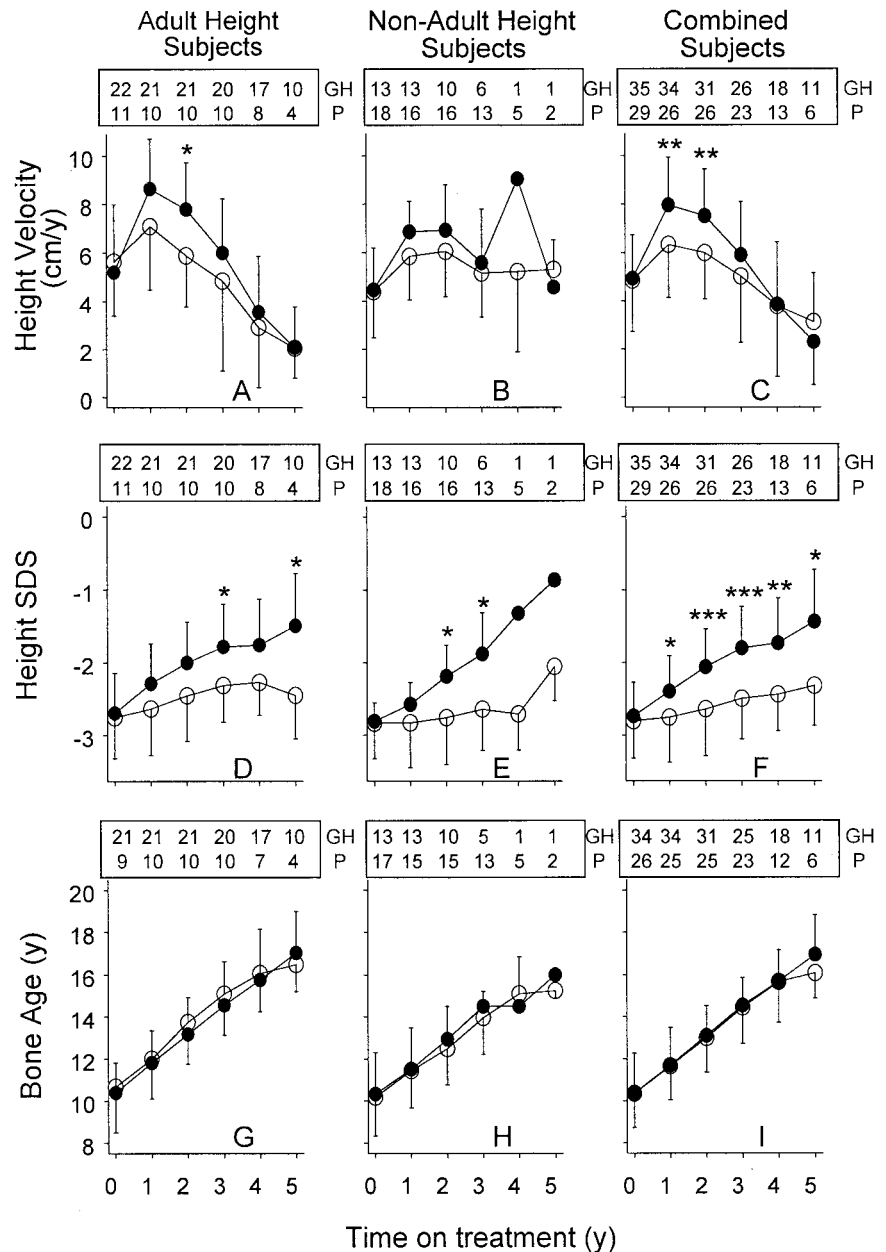 Adult Height Subjects
Non-Adult Height Subjects
Combined Subjects
22 21 21 20 17 10 GH
11 10 10 10 8 4 P
13 13 10 6 1 1 GH
18 16 16 13 5 2 P
35 34 31 26 18 11 GH
29 26 26 23 13 6 P
Height Velocity (cm/y)
10
8
6
4
2
0
*
A
B
** **
C
22 21 21 20 17 10 GH
11 10 10 10 8 4 P
13 13 10 6 1 1 GH
18 16 16 13 5 2 P
35 34 31 26 18 11 GH
29 26 26 23 13 6 P
Height SDS
0
-1
-2
-3
* *
D
* *
E
* *** *** ** *
F
21 21 21 20 17 10 GH
9 10 10 10 7 4 P
13 13 10 5 1 1 GH
17 15 15 13 5 2 P
34 34 31 25 18 11 GH
26 25 25 23 12 6 P
Bone Age (y)
20
18
16
14
12
10
8
G
H
I
0 1 2 3 4 5
0 1 2 3 4 5
0 1 2 3 4 5
Time on treatment (y)